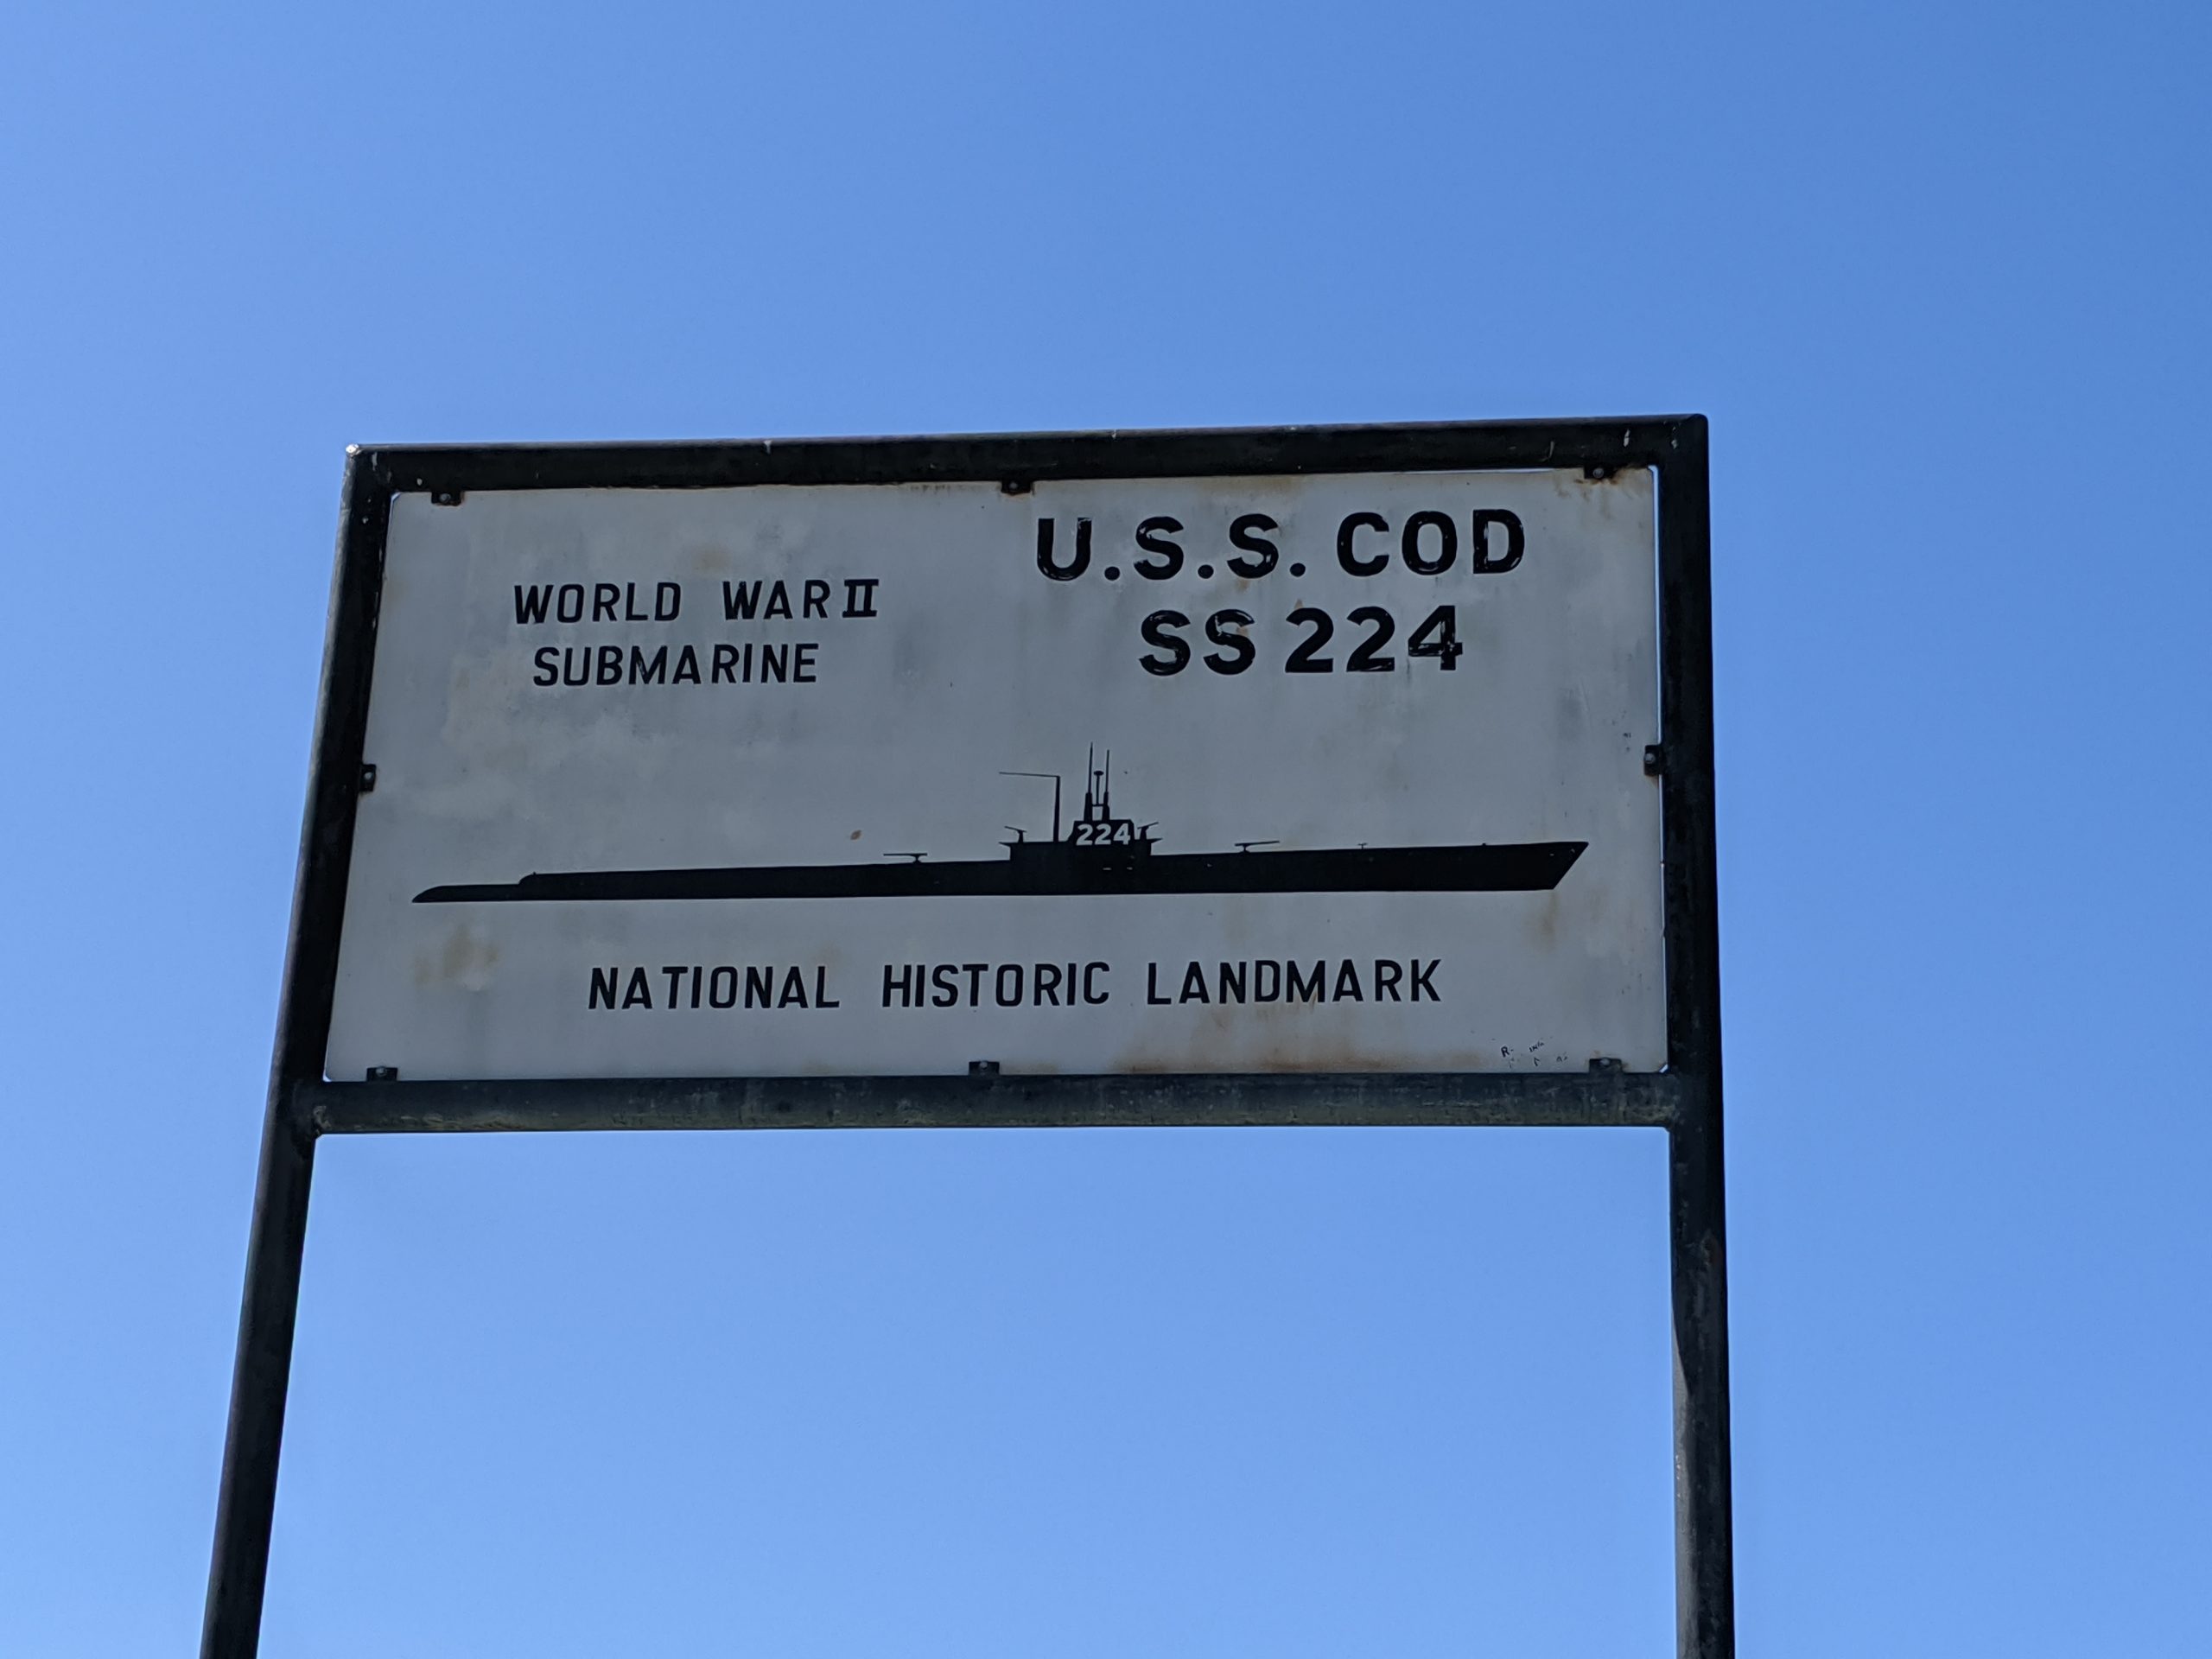 WORLD WAR II
SUBMARINE
U.S.S. COD
SS 224
224
NATIONAL HISTORIC LANDMARK